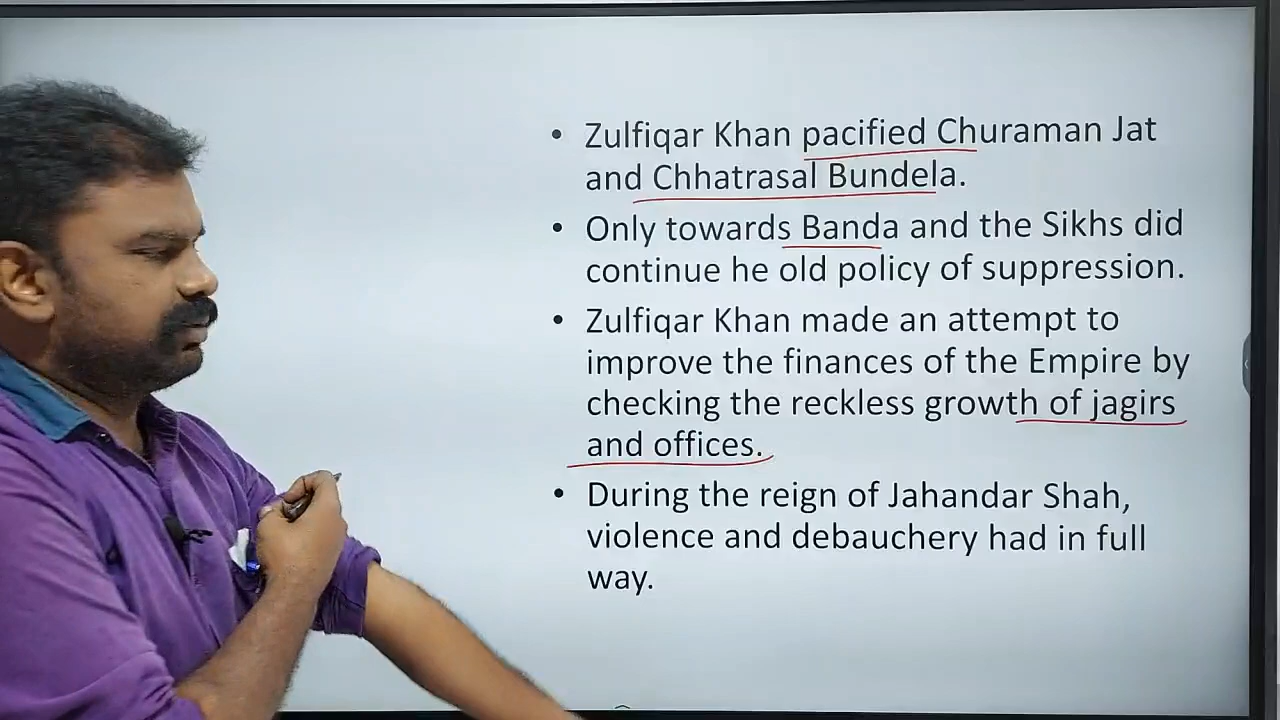 • Zulfiqar Khan pacified Churaman Jat
and Chhatrasal Bundela.
• Only towards Banda and the Sikhs did
continue he old policy of suppression.
• Zulfiqar Khan made an attempt to
improve the finances of the Empire by
checking the reckless growth of jagirs
and offices.
• During the reign of Jahandar Shah,
violence and debauchery had in full
way.